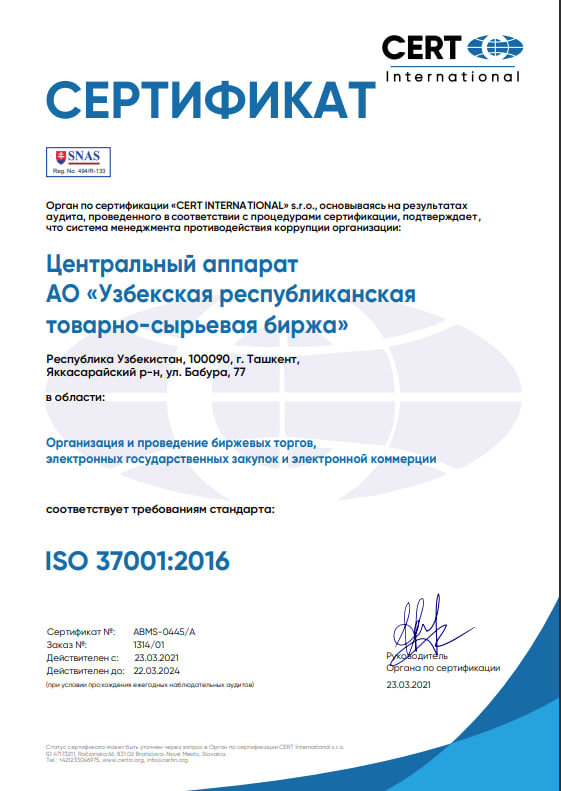 CERT
International
СЕРТИФИКАТ
SNAS
Reg. No. 494/R-133
Орган по сертификации «CERT INTERNATIONAL» s.r.o., основываясь на результатах
аудита, проведенного в соответствии с процедурами сертификации, подтверждает,
что система менеджмента противодействия коррупции организации:
Центральный аппарат
АО «Узбекская республиканская
товарно-сырьевая биржа»
Республика Узбекистан, 100090, г. Ташкент,
Яккасарайский р-н, ул. Бабура, 77
в области:
Организация и проведение биржевых торгов,
электронных государственных закупок и электронной коммерции
соответствует требованиям стандарта:
ISO 37001:2016
Сертификат №: ABMS-0445/A
Заказ №: 1314/01
Действителен с: 23.03.2021
Действителен до: 22.03.2024
(при условии прохождения ежегодных наблюдательных аудитов)
Руководитель
Органа по сертификации
23.03.2021
Статус сертификата может быть уточнен через запрос в Орган по сертификации CERT International s.r.o.
ID 47173211, Račianska 66, 831 02 Bratislava-Nové Mesto, Slovakia.
Tel.: +421233046975, www.certin.org, info@certin.org